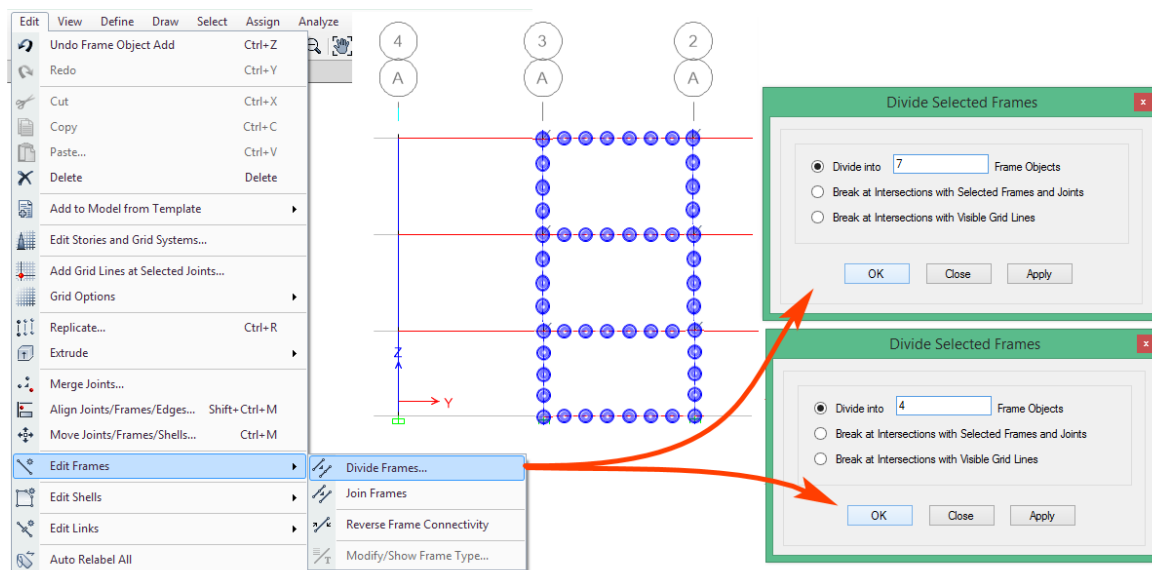 Edit View Define Draw Select Assign Analyze
Undo Frame Object Add Ctrl+Z
Redo Ctrl+Y
Cut Ctrl+X
Copy Ctrl+C
Paste... Ctrl+V
Delete Delete
Add to Model from Template
Edit Stories and Grid Systems...
Add Grid Lines at Selected Joints...
Grid Options
Replicate... Ctrl+R
Extrude
Merge Joints...
Align Joints/Frames/Edges... Shift+Ctrl+M
Move Joints/Frames/Shells... Ctrl+M
Edit Frames
Edit Shells
Edit Links
Auto Relabel All
Divide Frames...
Join Frames
Reverse Frame Connectivity
Modify/Show Frame Type...
4 3 2
A A A
Z
Y
Divide Selected Frames x
Divide into 7 Frame Objects
Break at Intersections with Selected Frames and Joints
Break at Intersections with Visible Grid Lines
OK Close Apply
Divide Selected Frames x
Divide into 4 Frame Objects
Break at Intersections with Selected Frames and Joints
Break at Intersections with Visible Grid Lines
OK Close Apply